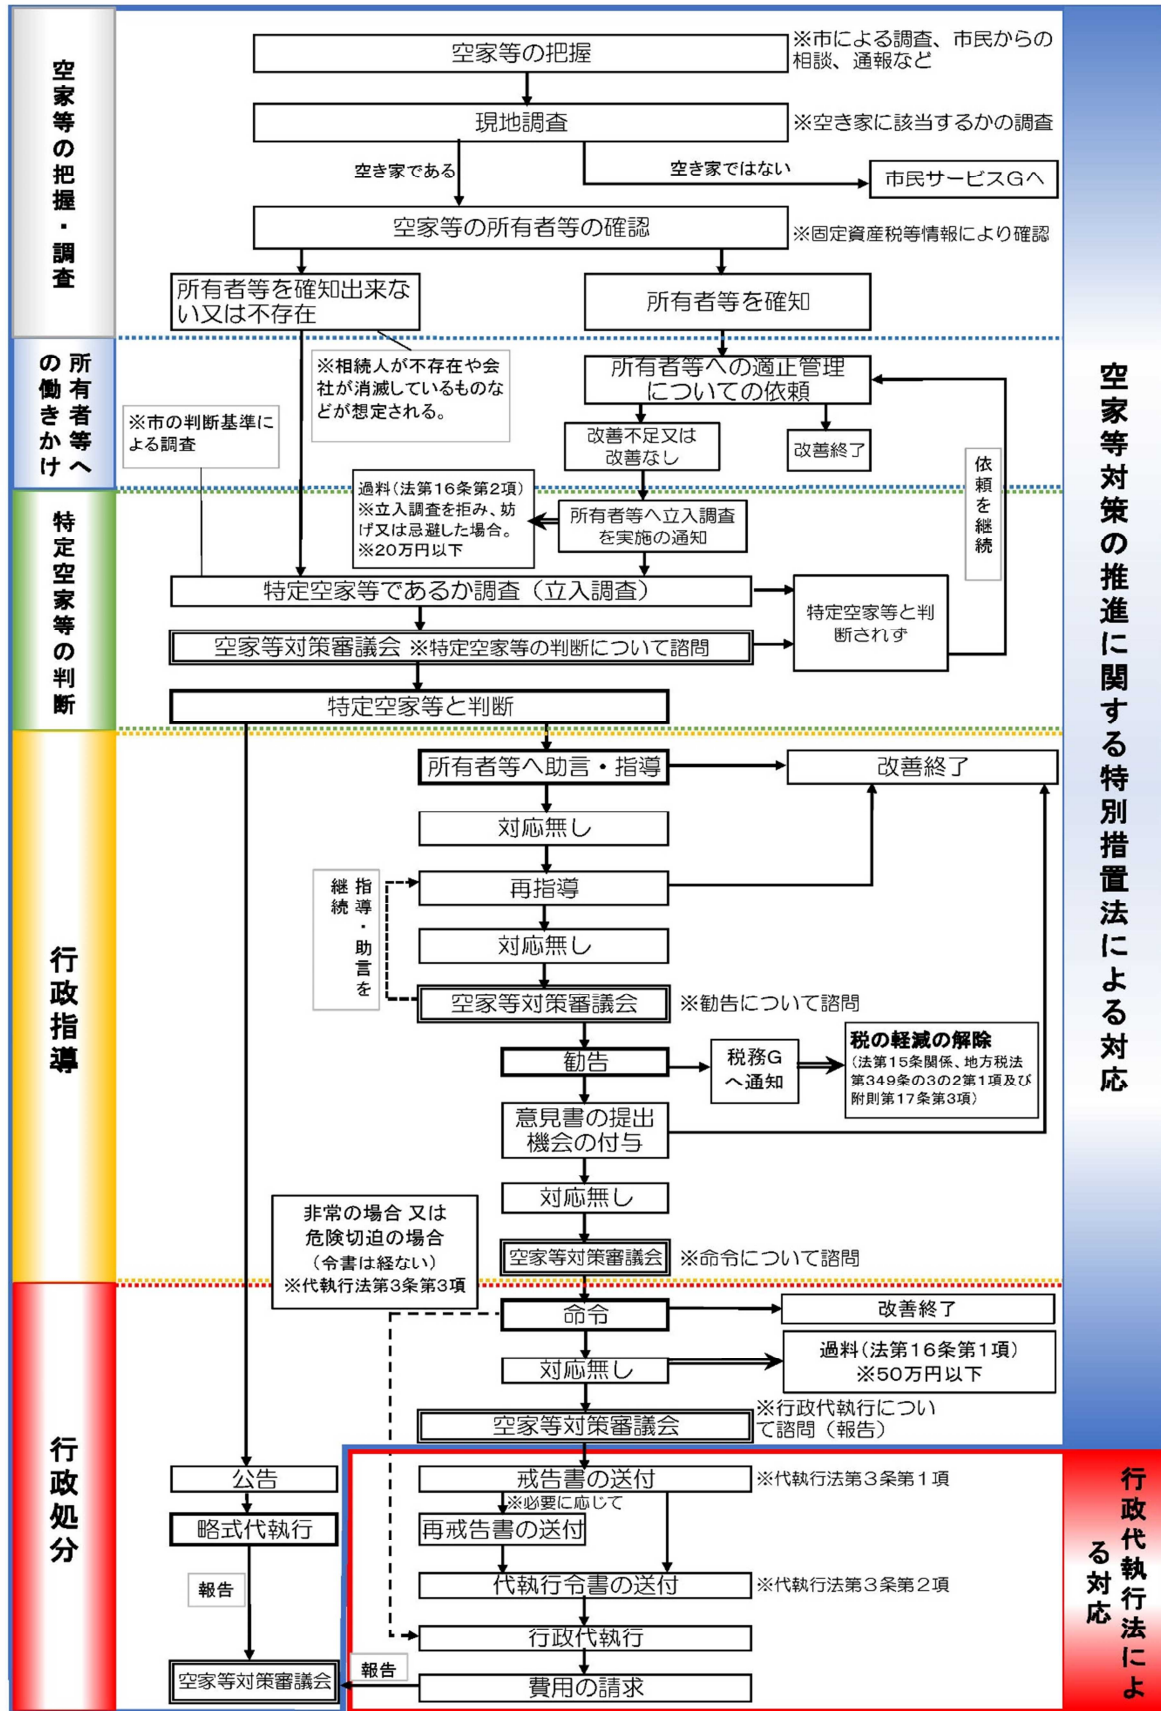 空家等の把握・調査
空家等の把握
※市による調査、市民からの
相談、通報など
現地調査
※空き家に該当するかの調査
空き家である
空き家ではない
市民サービスGへ
空家等の所有者等の確認
※固定資産税等情報により確認
所有者等を確知出来な
い又は不存在
所有者等を確知
所有者等へ
の働きかけ
※相続人が不存在や会
社が消滅しているものな
どが想定される。
所有者等への適正管理
についての依頼
※市の判断基準に
よる調査
改善不足又は
改善なし
改善終了
依頼を継続
特定空家等の判断
過料(法第16条第2項)
※立入調査を拒み、妨
げ又は忌避した場合。
※20万円以下
所有者等へ立入調査
を実施の通知
特定空家等であるか調査（立入調査）
特定空家等と判
断されず
空家等対策審議会 ※特定空家等の判断について諮問
特定空家等と判断
行政指導
所有者等へ助言・指導
改善終了
対応無し
再指導
指導・助言を
継続
対応無し
空家等対策審議会
※勧告について諮問
勧告
税務G
へ通知
税の軽減の解除
(法第15条関係、地方税法
第349条の3の2第1項及び
附則第17条第3項)
意見書の提出
機会の付与
対応無し
非常の場合 又は
危険切迫の場合
(令書は経ない)
※代執行法第3条第3項
空家等対策審議会
※命令について諮問
行政処分
命令
改善終了
対応無し
過料(法第16条第1項)
※50万円以下
空家等対策審議会
※行政代執行につい
て諮問（報告）
公告
戒告書の送付
※代執行法第３条第１項
※必要に応じて
略式代執行
再戒告書の送付
報告
代執行令書の送付
※代執行法第３条第２項
行政代執行
空家等対策審議会
報告
費用の請求
空家等対策の推進に関する特別措置法による対応
行政代執行法によ
る対応